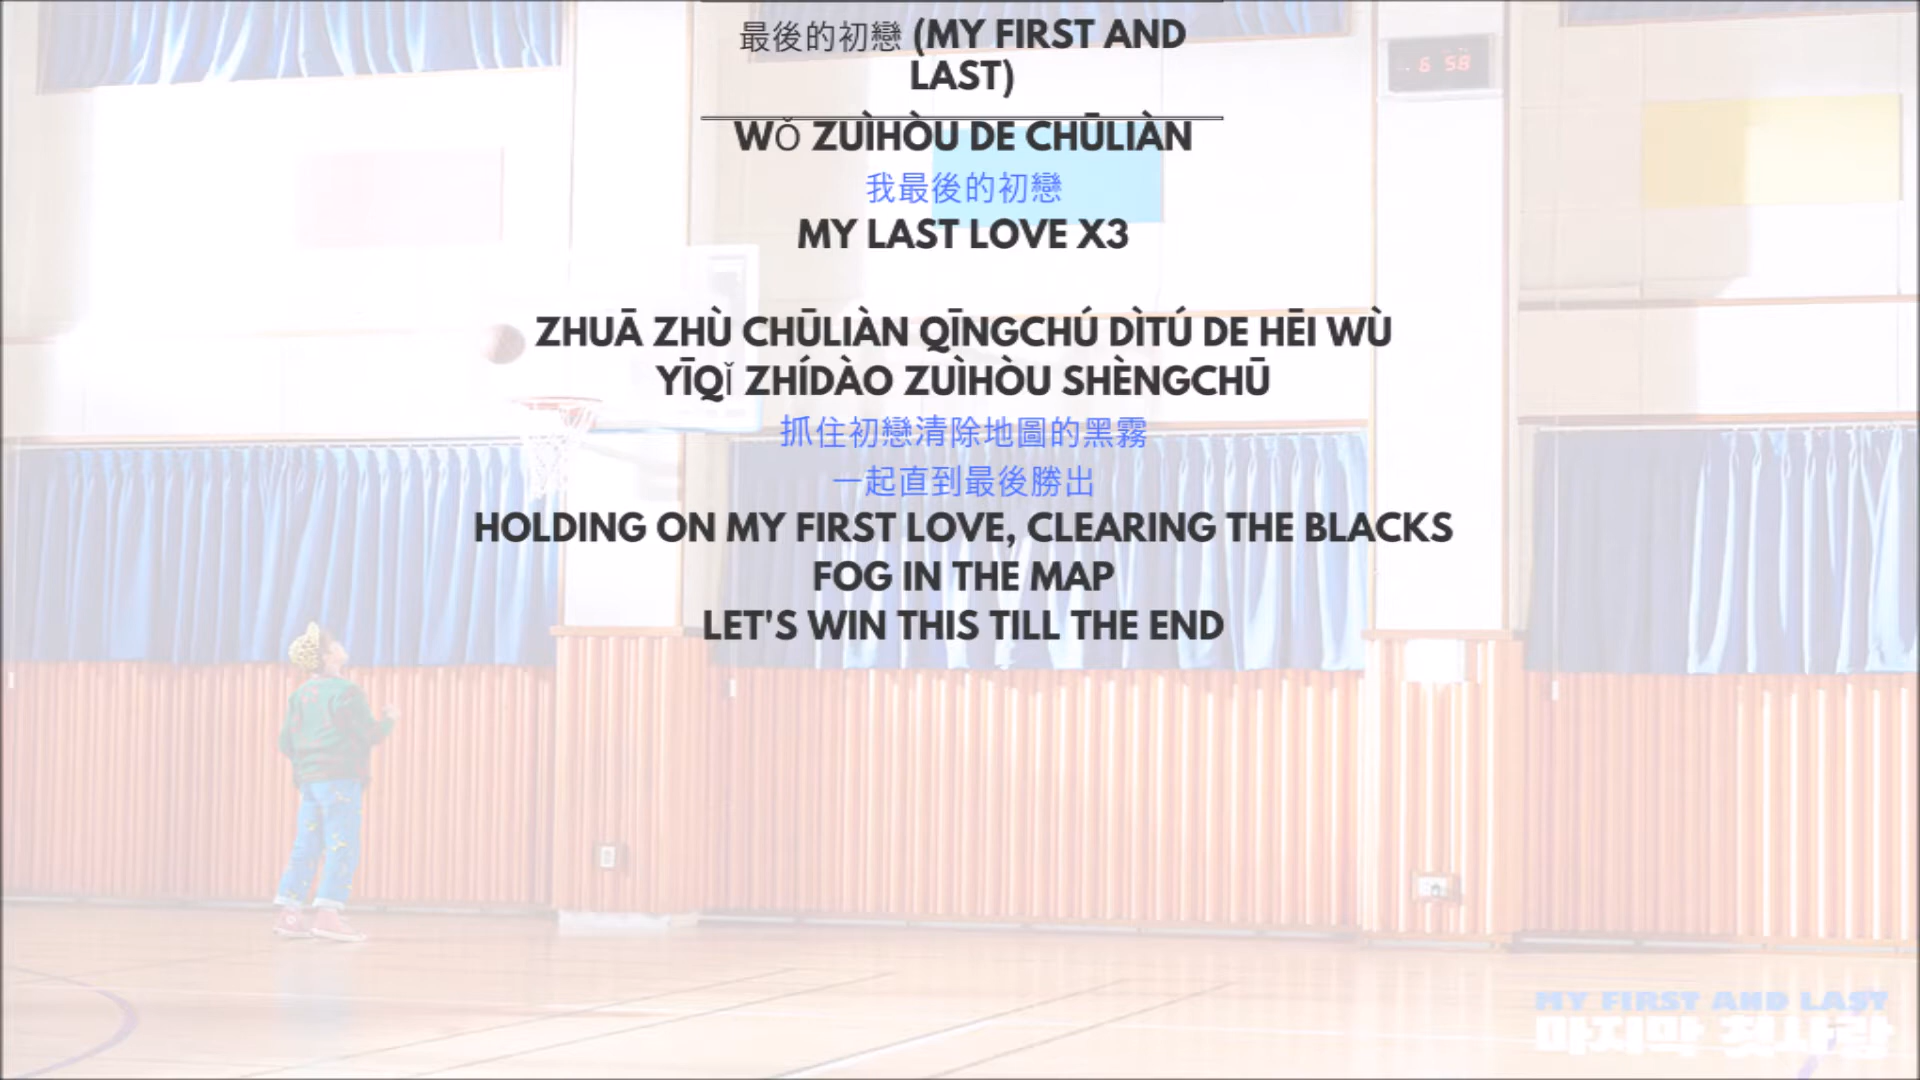 最後的初戀 (MY FIRST AND
LAST)
WǑ ZUÌHÒU DE CHŪLIÀN
我最後的初戀
MY LAST LOVE X3
ZHUĀ ZHÙ CHŪLIÀN QĪNGCHÚ DÌTÚ DE HĒI WÙ
YĪQǏ ZHÍDÀO ZUÌHÒU SHÈNGCHŪ
抓住初戀清除地圖的黑霧
一起直到最後勝出
HOLDING ON MY FIRST LOVE, CLEARING THE BLACKS
FOG IN THE MAP
LET'S WIN THIS TILL THE END
6 58
MY FIRST AND LAST
마지막 첫사랑